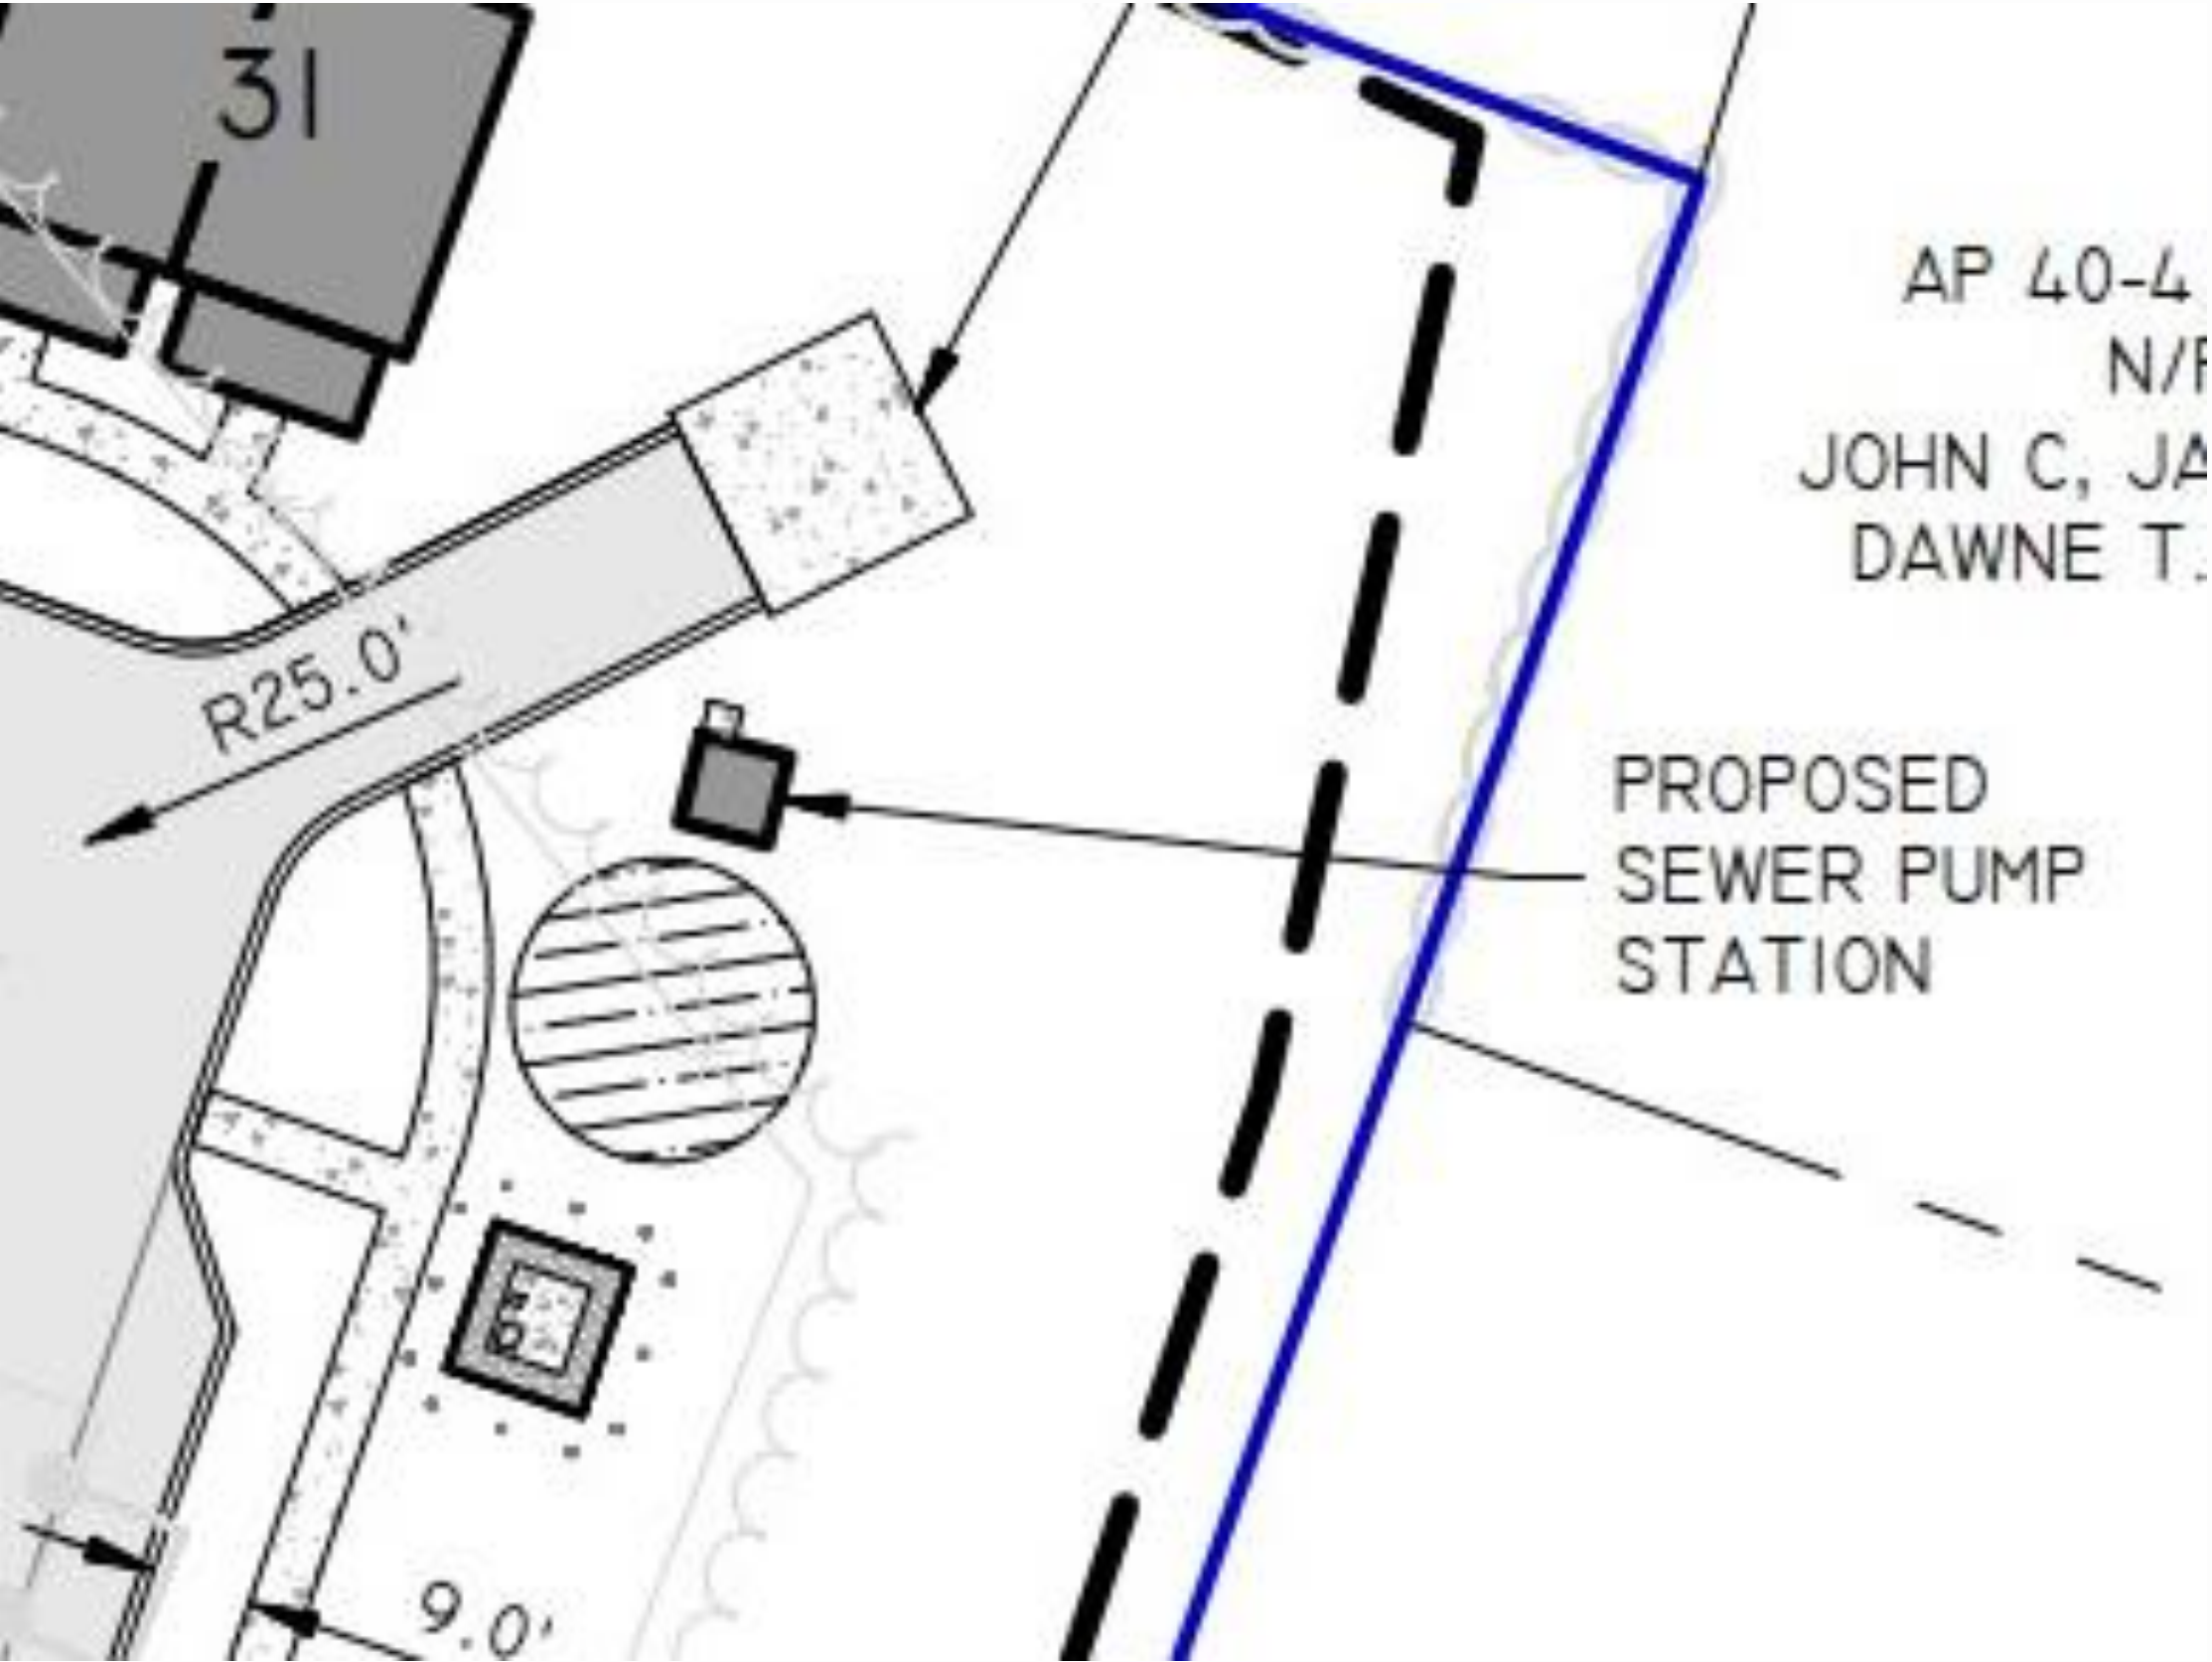 31
AP 40-4
JOHN C, 
DAWNE T.
R25.0'
PROPOSED
SEWER PUMP
STATION
9.0'